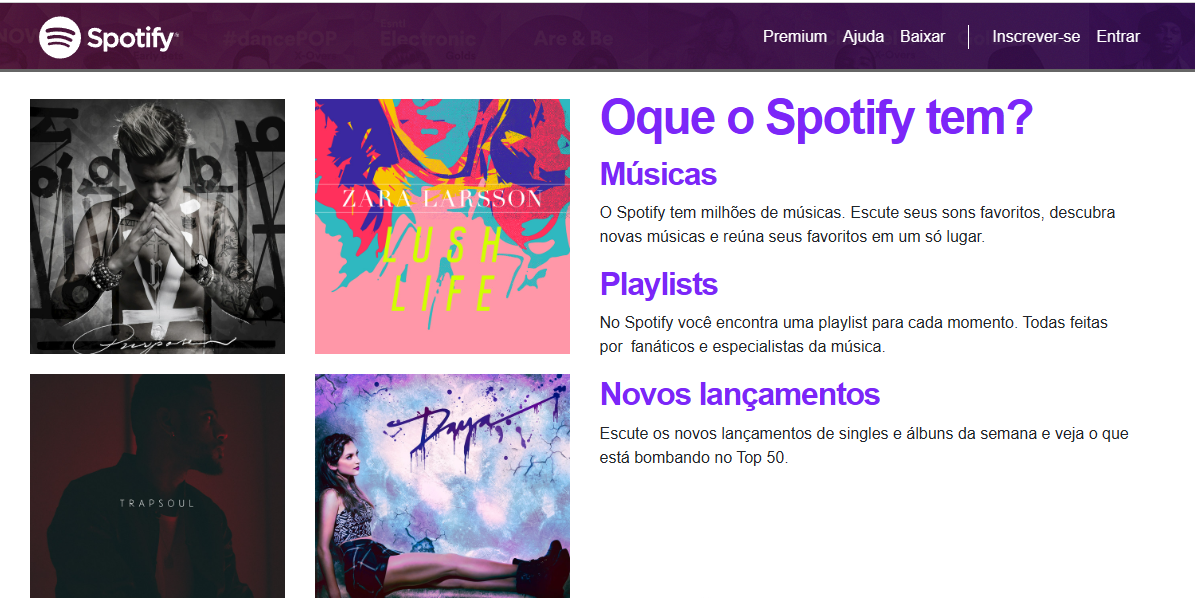 #dancePOP
Electronic
Are & Be
Spotify
Premium Ajuda Baixar Inscrever-se Entrar
Purpose
ZARA LARSSON
LUSH
LIFE
TRAPSOUL
Daya
Oque o Spotify tem?
Músicas
O Spotify tem milhões de músicas. Escute seus sons favoritos, descubra
novas músicas e reúna seus favoritos em um só lugar.
Playlists
No Spotify você encontra uma playlist para cada momento. Todas feitas
por fanáticos e especialistas da música.
Novos lançamentos
Escute os novos lançamentos de singles e álbuns da semana e veja o que
está bombando no Top 50.